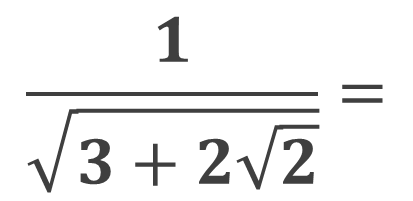 1
√(3 + 2√2) =